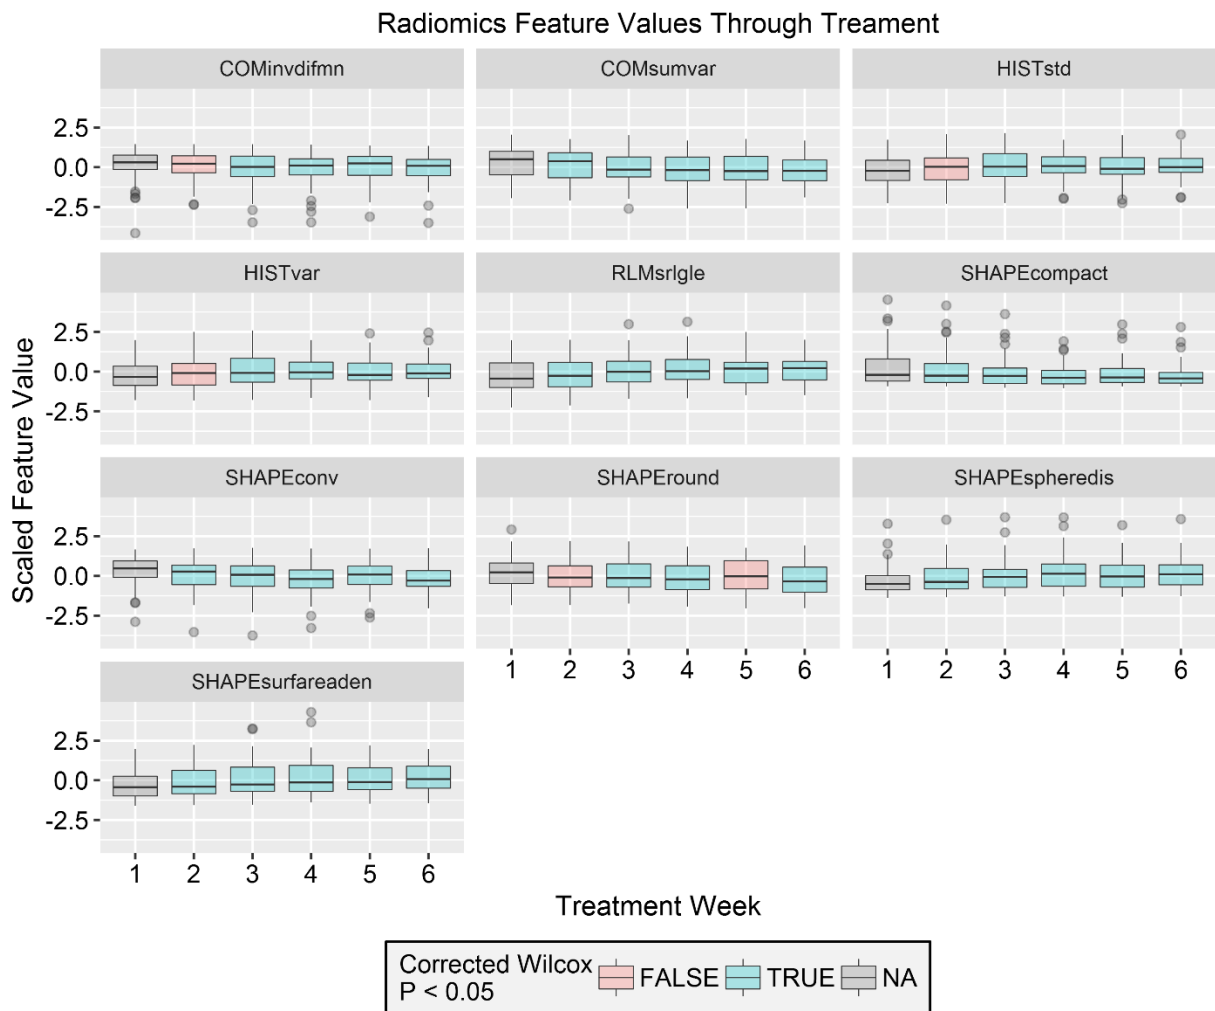 Radiomics Feature Values Through Treament
COMinvdifmn
COMsumvar
HISTstd
2.5
0.0
-2.5
HISTvar
RLMsrlgle
SHAPEcompact
2.5
0.0
-2.5
SHAPEconv
SHAPEround
SHAPEspheredis
2.5
0.0
-2.5
1 2 3 4 5 6
1 2 3 4 5 6
SHAPEsurfareaden
2.5
0.0
-2.5
1 2 3 4 5 6
Scaled Feature Value
Treatment Week
Corrected Wilcox
P < 0.05
FALSE
TRUE
NA